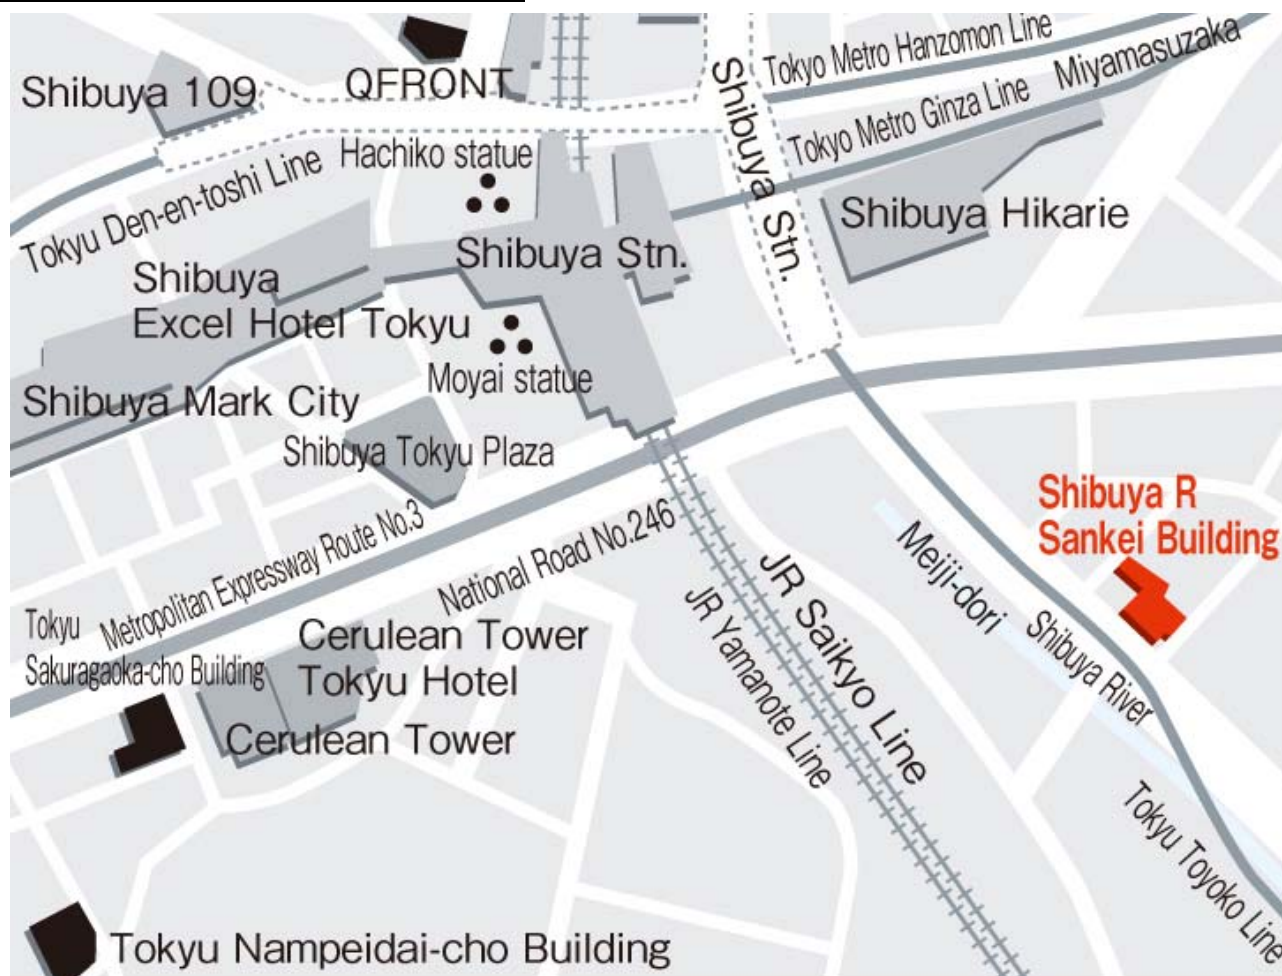 Shibuya 109
QFRONT
Shibuya Stn.
Tokyo Metro Hanzomon Line
Miyamasuzaka
Tokyo Metro Ginza Line
Tokyu Den-en-toshi Line
Hachiko statue
Shibuya Stn.
Shibuya Hikarie
Shibuya
Excel Hotel Tokyu
Moyai statue
Shibuya Mark City
Shibuya Tokyu Plaza
Metropolitan Expressway Route No.3
National Road No.246
Shibuya R
Sankei Building
Meiji-dori
Shibuya River
JR Saikyo Line
JR Yamanote Line
Tokyu
Sakuragaoka-cho Building
Cerulean Tower
Tokyu Hotel
Cerulean Tower
Tokyu Toyoko Line
Tokyu Nampeidai-cho Building